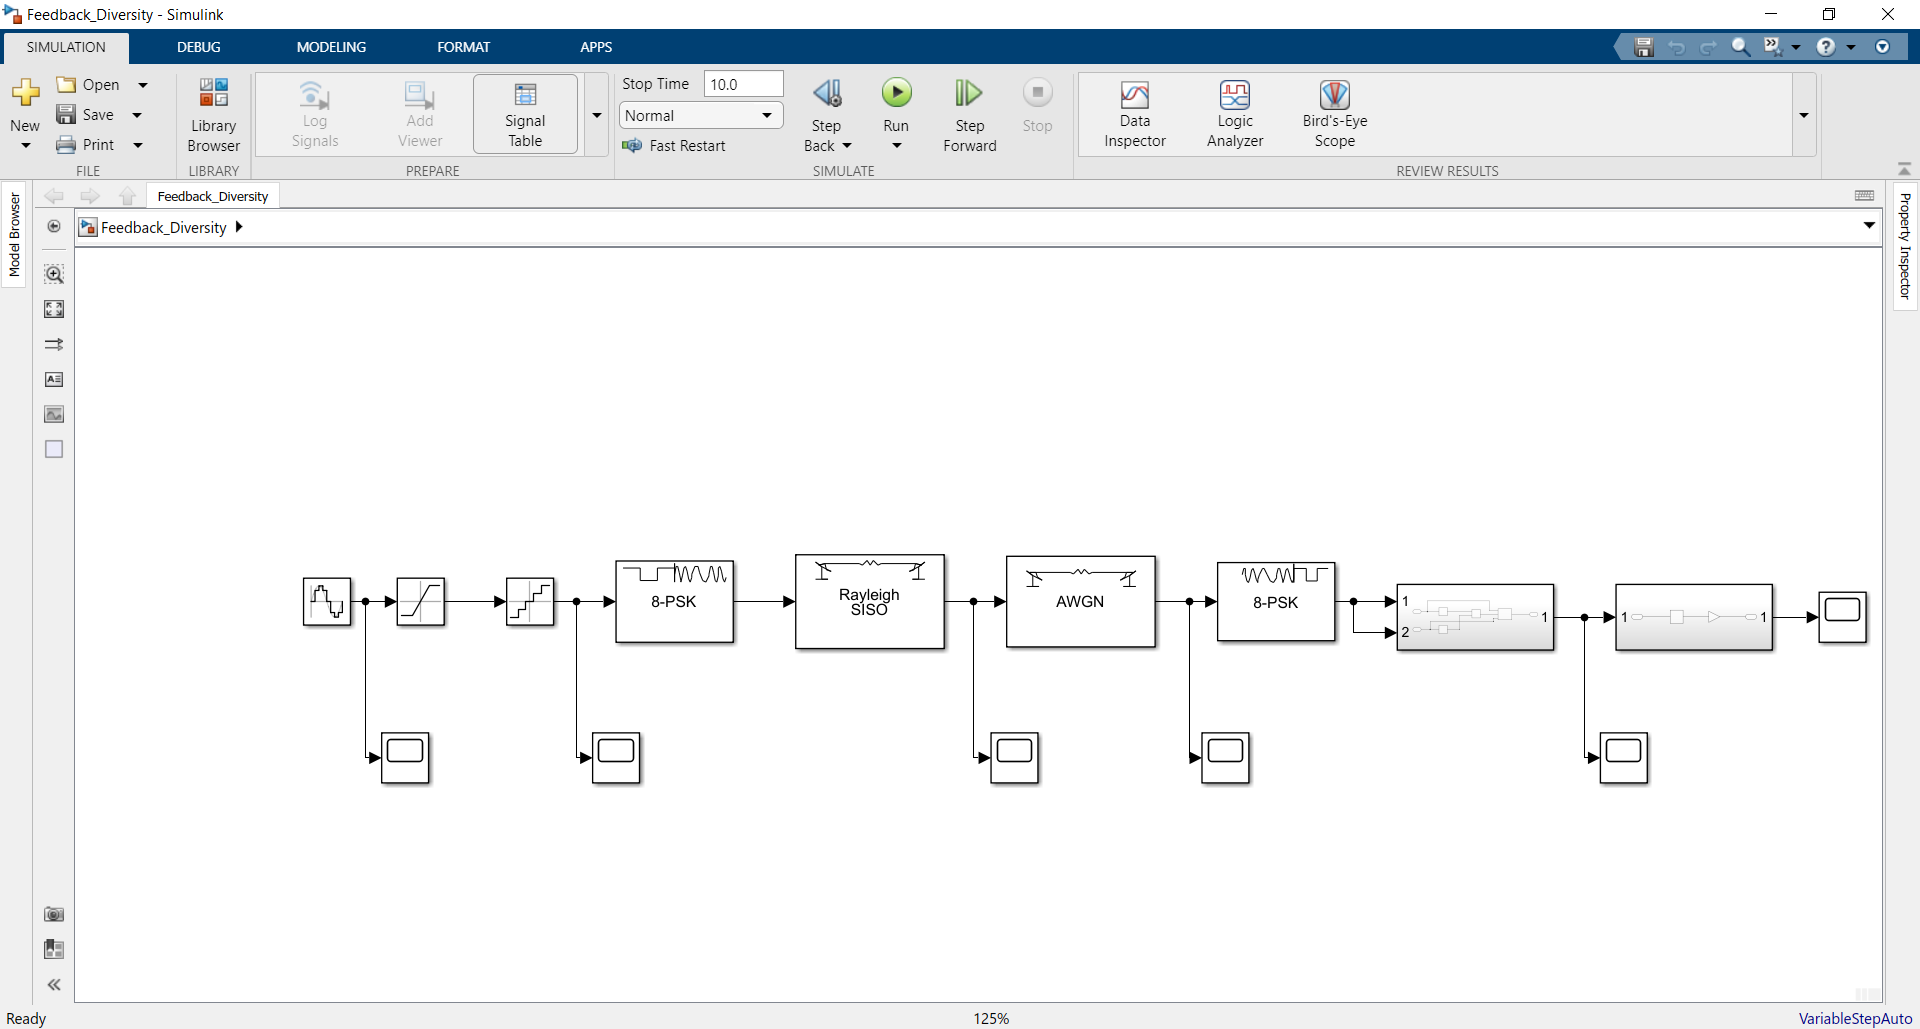 Feedback_Diversity - Simulink
SIMULATION DEBUG MODELING FORMAT APPS
New
Open
Save
Print
FILE
Library
Browser
LIBRARY
Log
Signals
Add
Viewer
Signal
Table
PREPARE
Stop Time 10.0
Normal
Fast Restart
Step
Back
Run
Step
Forward
Stop
SIMULATE
Data
Inspector
Logic
Analyzer
Bird's-Eye
Scope
REVIEW RESULTS
Model Browser
Feedback_Diversity
Feedback_Diversity
Property Inspector
8-PSK
Rayleigh
SISO
AWGN
8-PSK
1
2
1
1
1
Ready
125%
VariableStepAuto